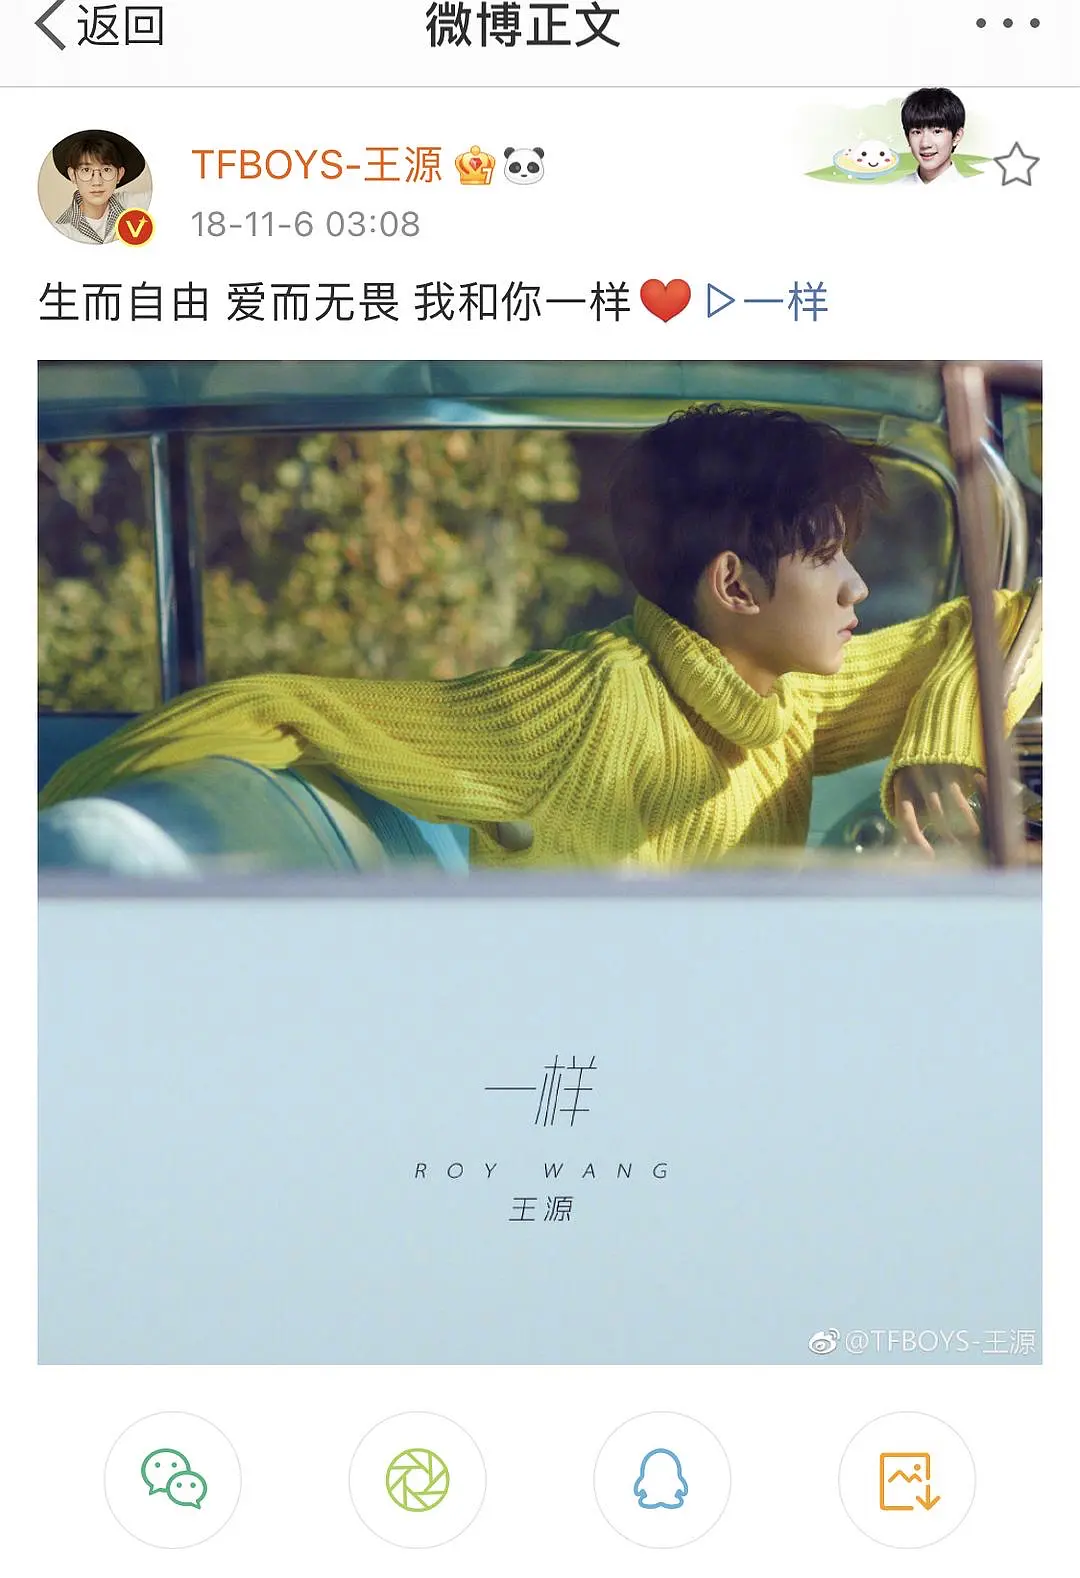 返回
微博正文
TFBOYS-王源
18-11-6 03:08
生而自由 爱而无畏 我和你一样❤️▷一样
一样
ROY WANG
王源
@TFBOYS-王源